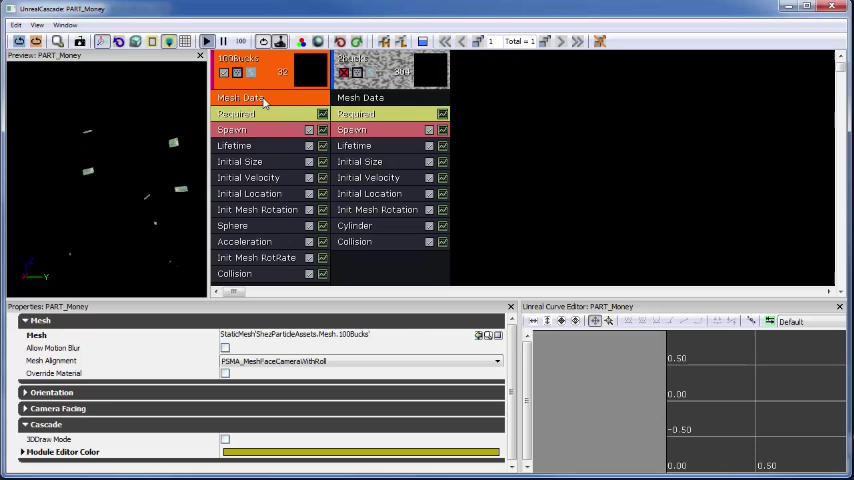 UnrealCascade: PART_Money
Edit View Window
100
1 Total = 1
Preview: PART_Money
100Bucks
32
Mesh Data
Required
Spawn
Lifetime
Initial Size
Initial Velocity
Initial Location
Init Mesh Rotation
Sphere
Acceleration
Init Mesh RotRate
Collision
Mesh Data
Required
Spawn
Lifetime
Initial Size
Initial Velocity
Initial Location
Init Mesh Rotation
Cylinder
Collision
Z
X
Y
Properties: PART_Money
Mesh
Mesh StaticMesh'ShezParticleAssets.Mesh.100Bucks'
Allow Motion Blur
Mesh Alignment PSMA_MeshFaceCameraWithRoll
Override Material
Orientation
Camera Facing
Cascade
3DDraw Mode
Module Editor Color
Unreal Curve Editor: PART_Money
Default
0.50
0.00
-0.50
0.00 0.50